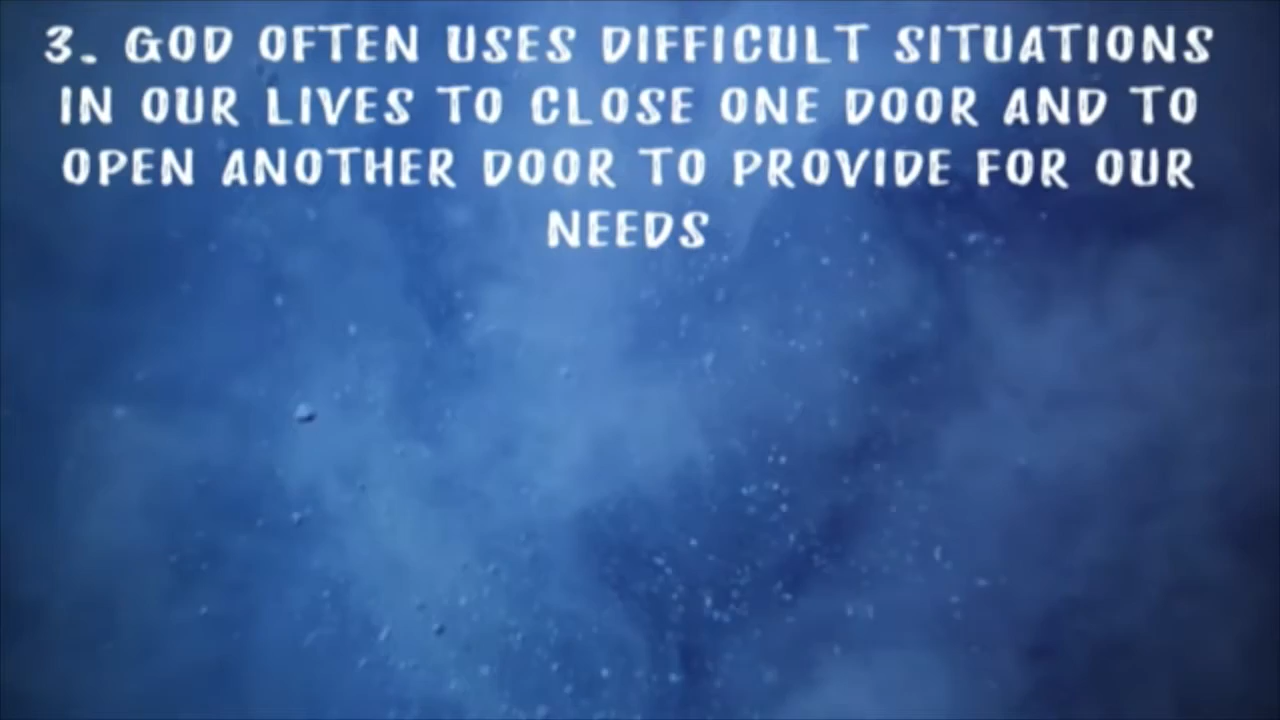 3. GOD OFTEN USES DIFFICULT SITUATIONS
IN OUR LIVES TO CLOSE ONE DOOR AND TO
OPEN ANOTHER DOOR TO PROVIDE FOR OUR
NEEDS